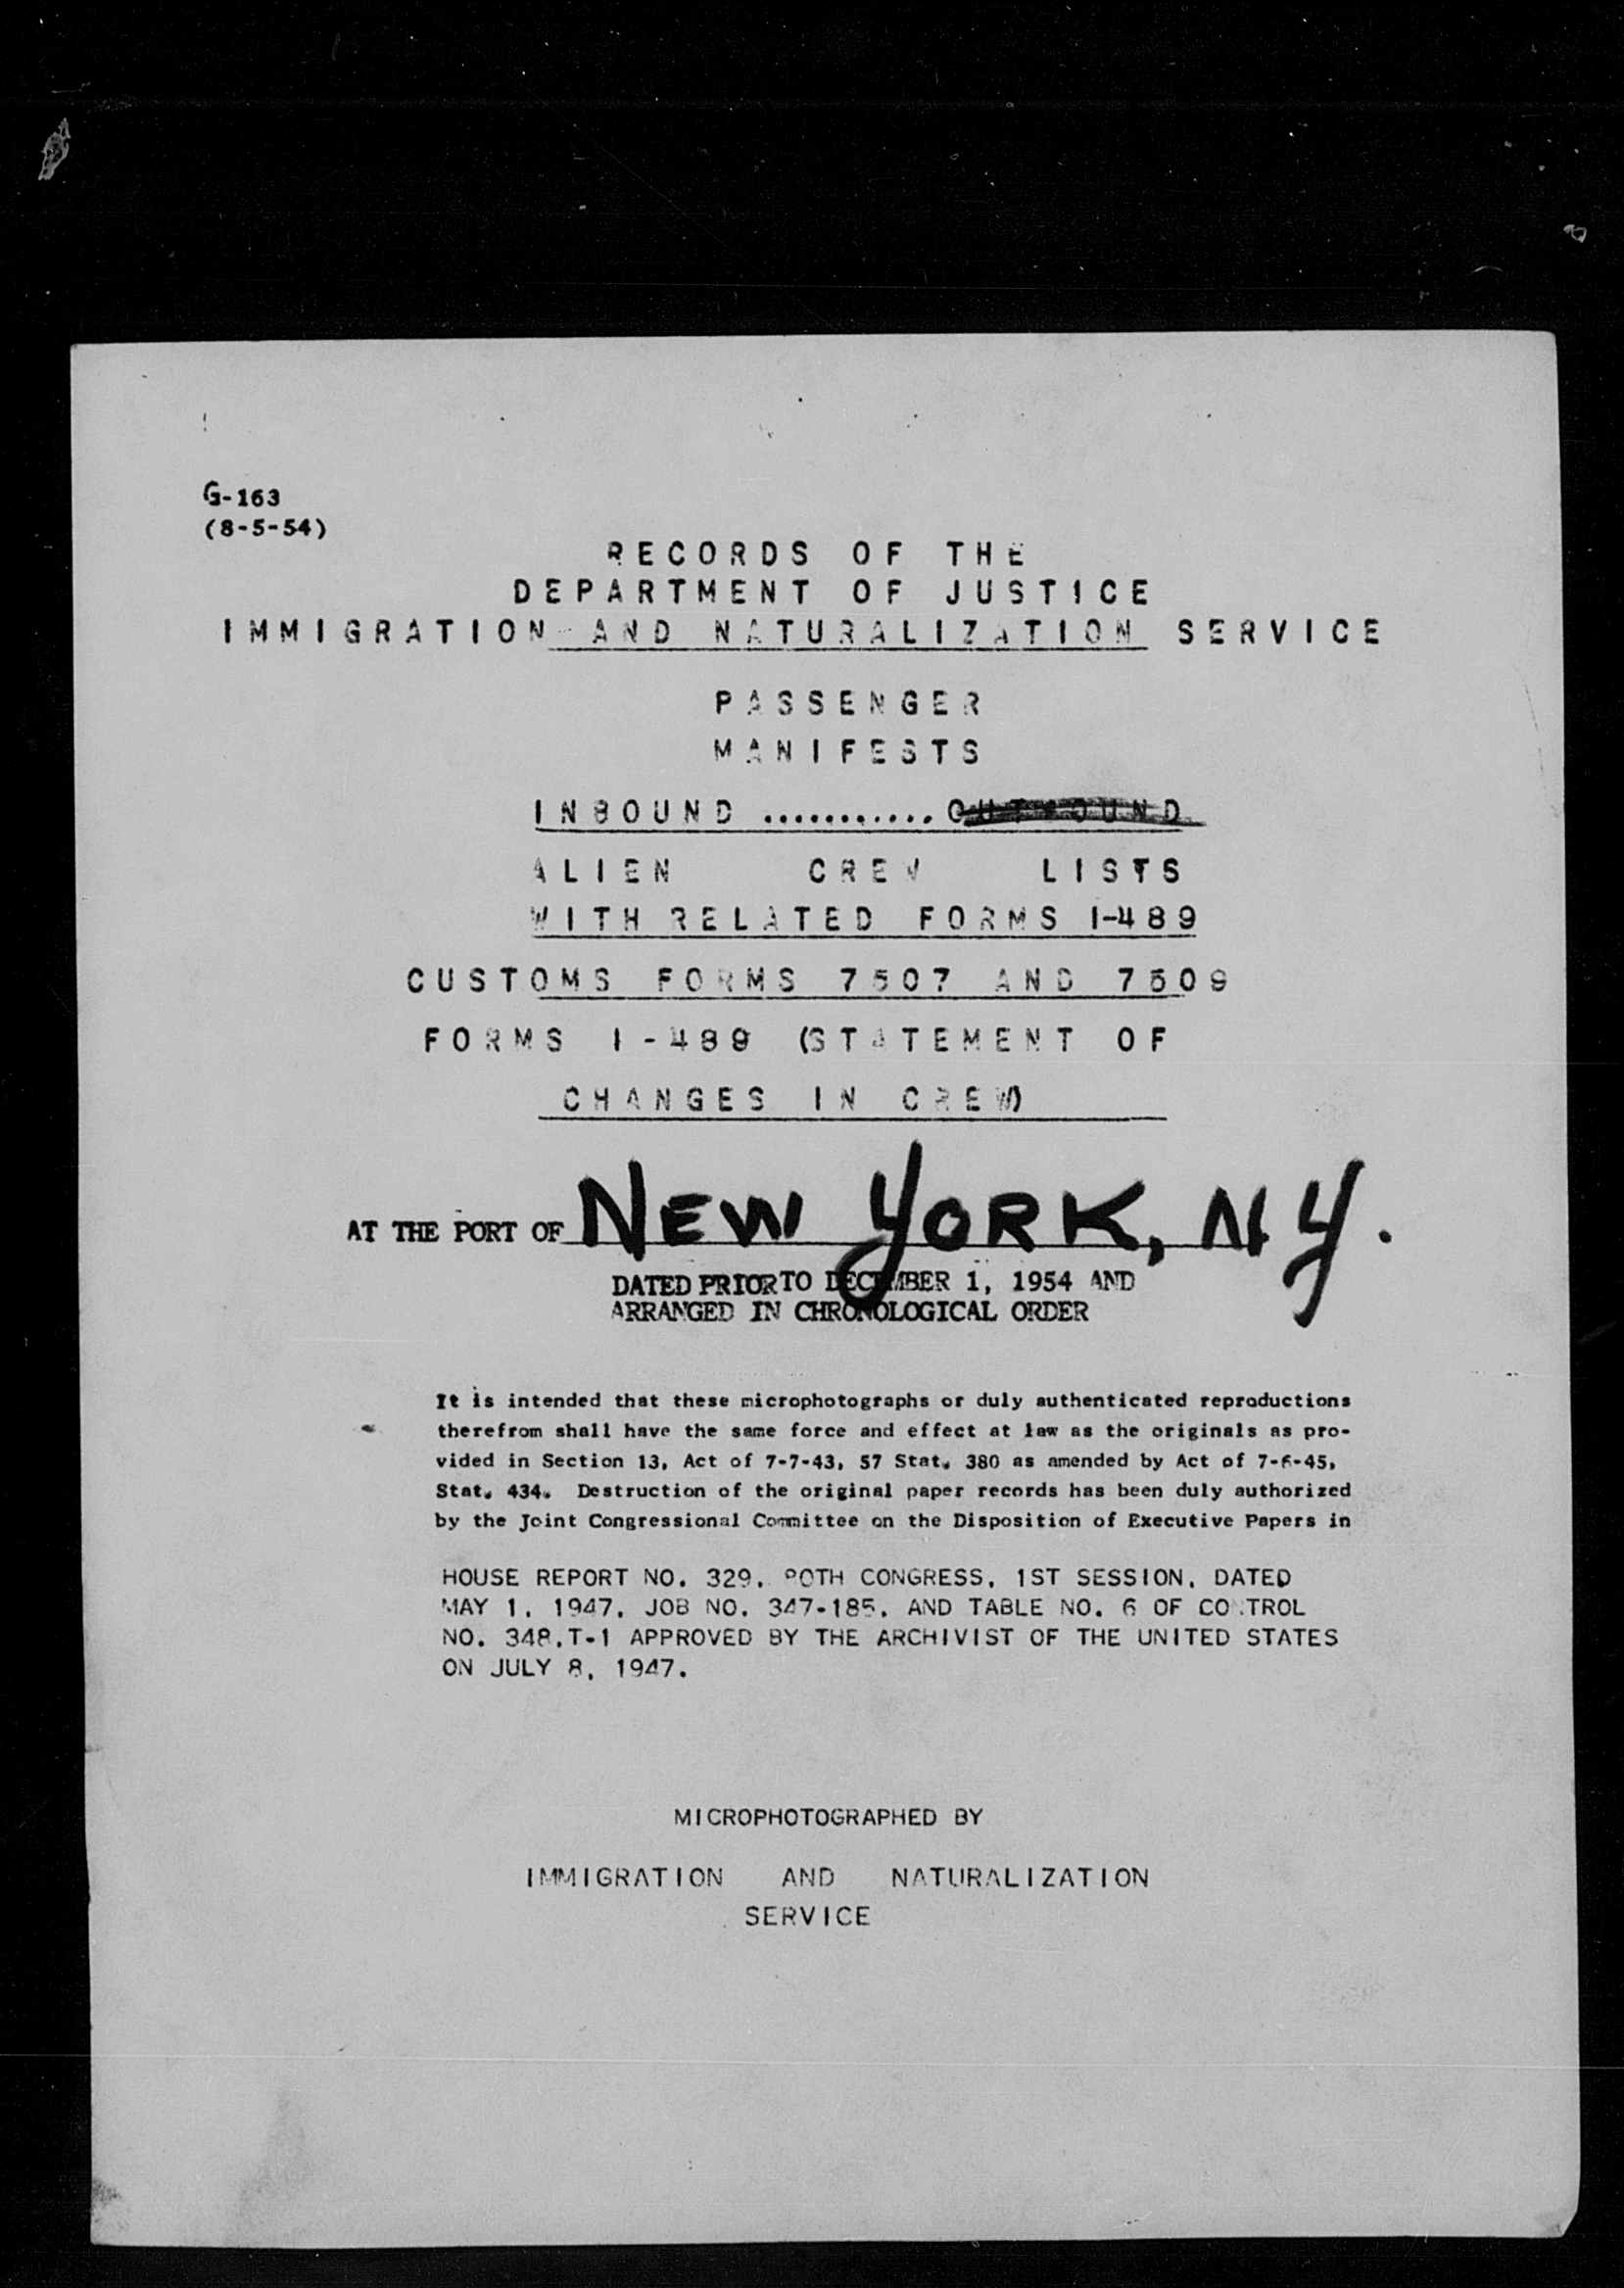 G-163
(8-5-54)
RECORDS OF THE
DEPARTMENT OF JUSTICE
IMMIGRATION AND NATURALIZATION SERVICE
PASSENGER
MANIFESTS
INBOUND ........... OUTBOUND
ALIEN CREW LISTS
WITH RELATED FORMS I-489
CUSTOMS FORMS 7507 AND 7509
FORMS I-489 (STATEMENT OF
CHANGES IN CREW)
AT THE PORT OF NEW YORK, NY.
DATED PRIOR TO DECEMBER 1, 1954 AND
ARRANGED IN CHRONOLOGICAL ORDER
It is intended that these microphotographs or duly authenticated reproductions
therefrom shall have the same force and effect at law as the originals as pro-
vided in Section 13, Act of 7-7-43, 57 Stat. 380 as amended by Act of 7-6-45,
Stat. 434. Destruction of the original paper records has been duly authorized
by the Joint Congressional Committee on the Disposition of Executive Papers in
HOUSE REPORT NO. 329, 80TH CONGRESS, 1ST SESSION, DATED
MAY 1, 1947, JOB NO. 347-185, AND TABLE NO. 6 OF CONTROL
NO. 348,T-1 APPROVED BY THE ARCHIVIST OF THE UNITED STATES
ON JULY 8, 1947.
MICROPHOTOGRAPHED BY
IMMIGRATION AND NATURALIZATION
SERVICE